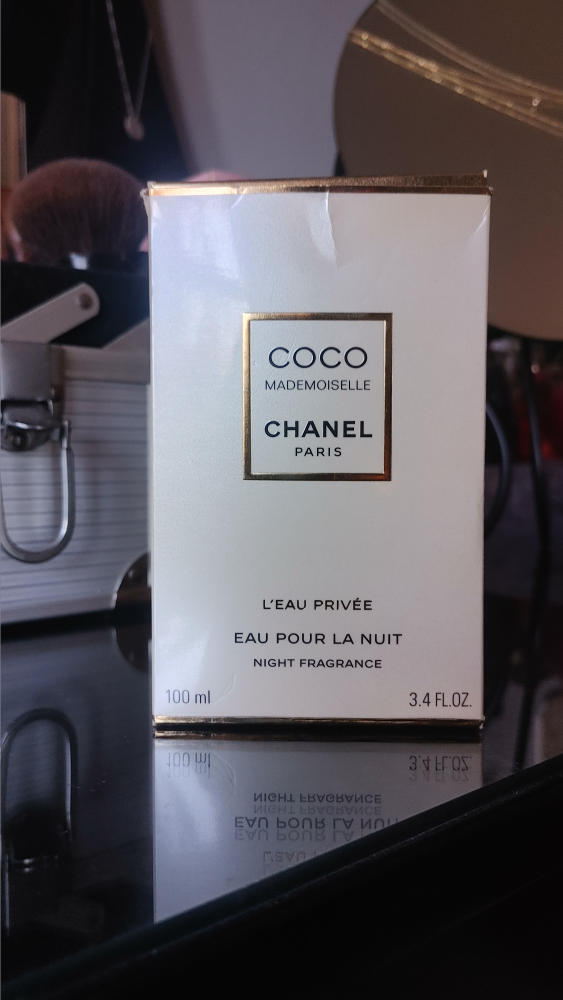 COCO
MADEMOISELLE
CHANEL
PARIS
L'EAU PRIVÉE
EAU POUR LA NUIT
NIGHT FRAGRANCE
100 ml 3.4 FL.OZ.